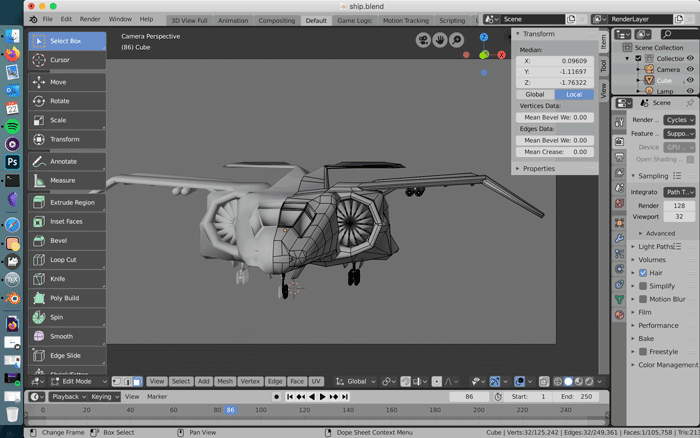 ship.blend
File Edit Render Window Help
3D View Full Animation Compositing Default Game Logic Motion Tracking Scripting
Scene
RenderLayer
Select Box
Cursor
Move
Rotate
Scale
Transform
Annotate
Measure
Extrude Region
Inset Faces
Bevel
Loop Cut
Knife
Poly Build
Spin
Smooth
Edge Slide
Camera Perspective
(86) Cube
Transform
Median:
X: 0.09609
Y: -1.11697
Z: -1.76322
Global Local
Vertices Data:
Mean Bevel We: 0.00
Edges Data:
Mean Bevel We: 0.00
Mean Crease: 0.00
Properties
Item
Tool
View
Scene Collection
Collection
Camera
Cube
Lamp
Scene
Render .. Cycles
Feature .. Suppo..
Device GPU ..
Open Shading ..
Sampling
Integrato Path T..
Render 128
Viewport 32
Advanced
Light Paths
Volumes
Hair
Simplify
Motion Blur
Film
Performance
Bake
Freestyle
Color Management
Edit Mode View Select Add Mesh Vertex Edge Face UV Global
Playback Keying View Marker 86 Start: 1 End: 250
0 20 40 60 86 100 120 140 160 180 200 220 240
Change Frame Box Select Pan View Dope Sheet Context Menu Cube | Verts:32/125,242 | Edges:32/249,361 | Faces:1/105,758 | Tris:213